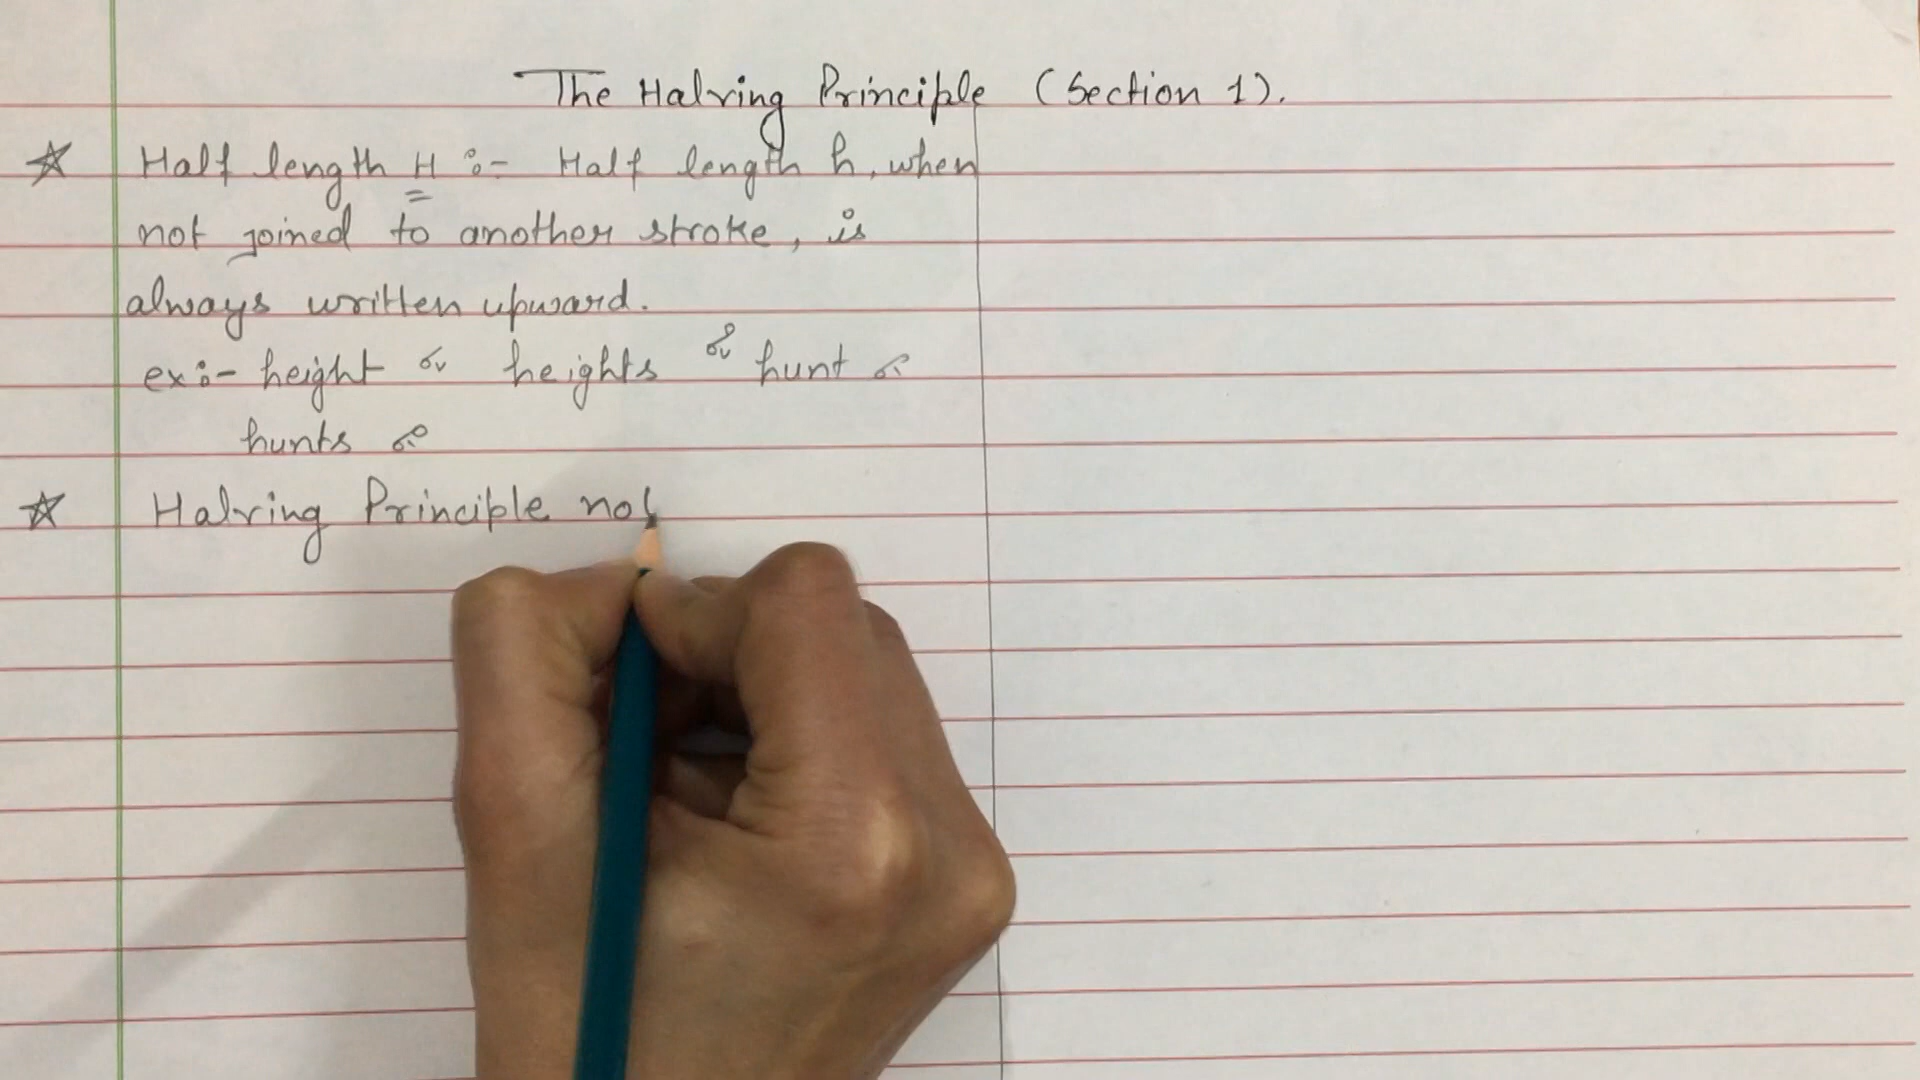 The Halving Principle (Section 1).
☆ Half length H :- Half length h, when
not joined to another stroke, is
always written upward.
ex:- height heights hunt
hunts
☆ Halving Principle not